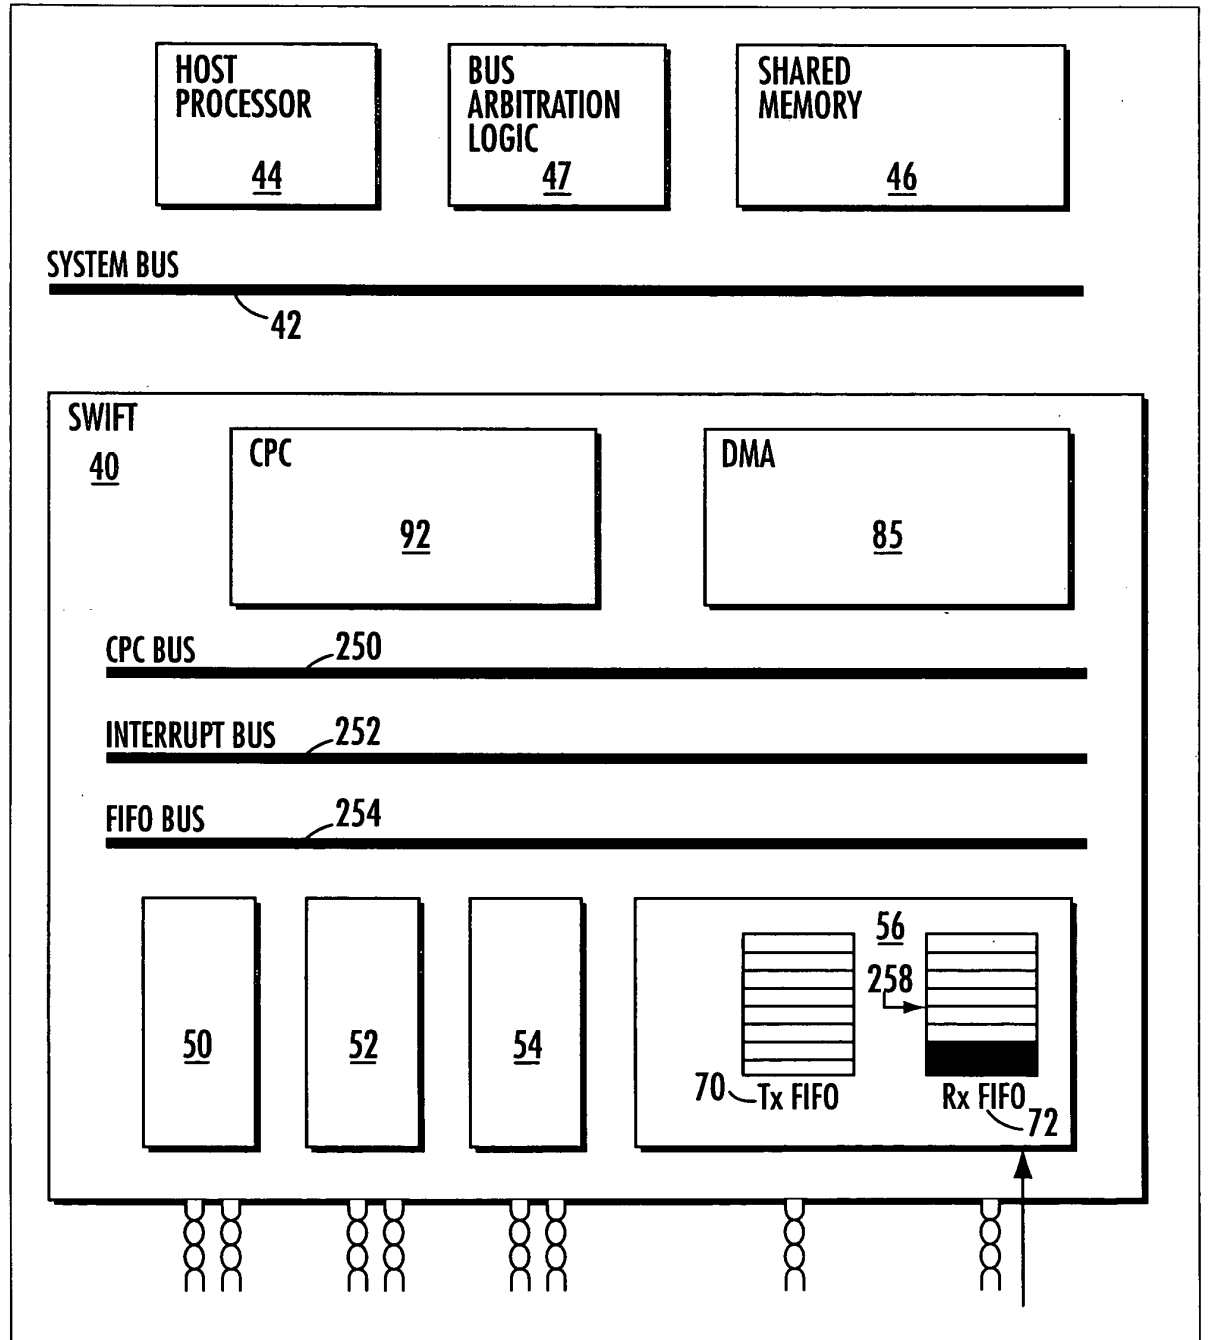 HOST
PROCESSOR
44
BUS
ARBITRATION
LOGIC
47
SHARED
MEMORY
46
SYSTEM BUS
42
SWIFT
40
CPC
92
DMA
85
CPC BUS
250
INTERRUPT BUS
252
FIFO BUS
254
50
52
54
56
258
70
Tx FIFO
Rx FIFO
72